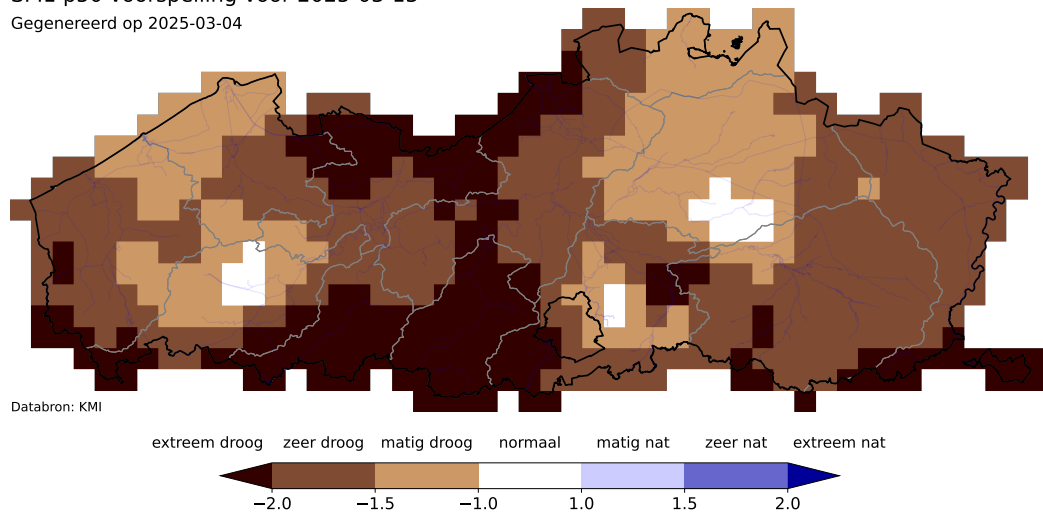 Gegenereerd op 2025-03-04
Databron: KMI
extreem droog zeer droog matig droog normaal matig nat zeer nat extreem nat
−2.0 −1.5 −1.0 1.0 1.5 2.0